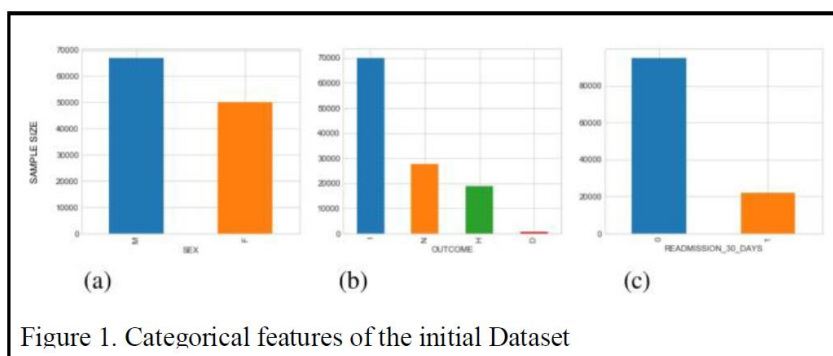 SAMPLE SIZE
70000
60000
50000
40000
30000
20000
10000
0
M
F
SEX
(a)
70000
60000
50000
40000
30000
20000
10000
0
I
N
H
D
OUTCOME
(b)
80000
60000
40000
20000
0
0
1
READMISSION_30_DAYS
(c)
Figure 1. Categorical features of the initial Dataset